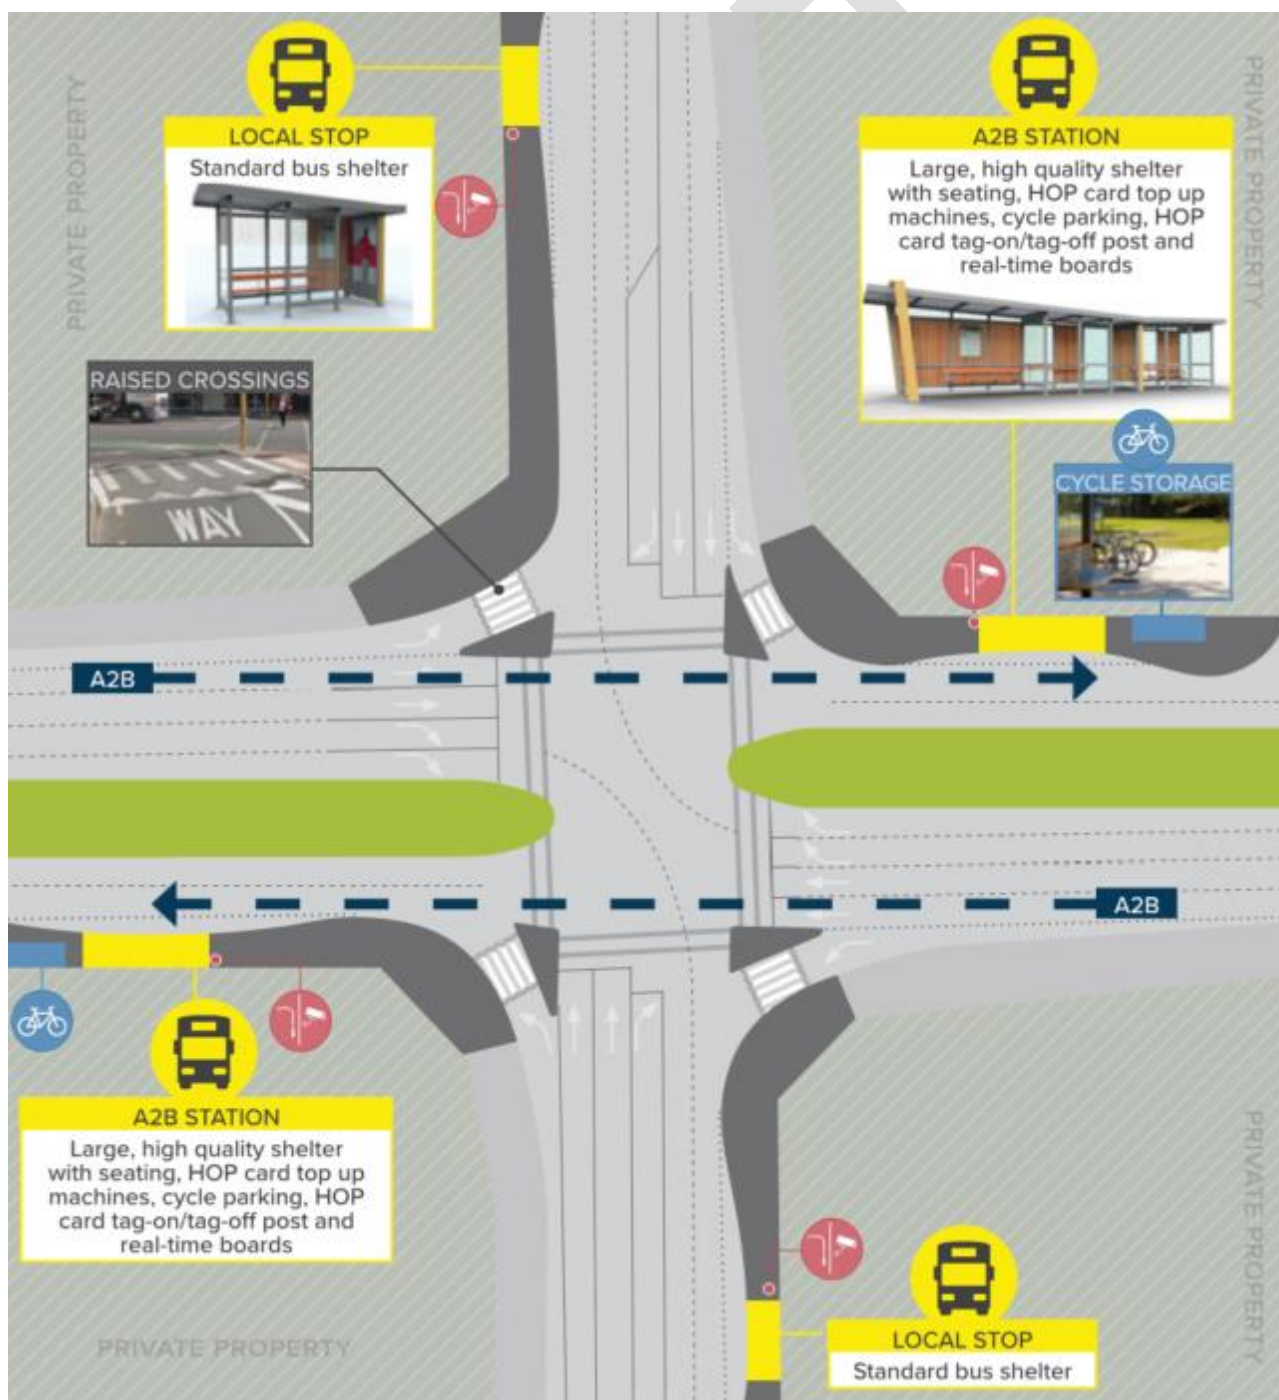 LOCAL STOP
Standard bus shelter
PRIVATE PROPERTY
A2B STATION
Large, high quality shelter
with seating, HOP card top up
machines, cycle parking, HOP
card tag-on/tag-off post and
real-time boards
PRIVATE PROPERTY
RAISED CROSSINGS
WAY
CYCLE STORAGE
A2B
A2B
A2B STATION
Large, high quality shelter
with seating, HOP card top up
machines, cycle parking, HOP
card tag-on/tag-off post and
real-time boards
PRIVATE PROPERTY
PRIVATE PROPERTY
LOCAL STOP
Standard bus shelter